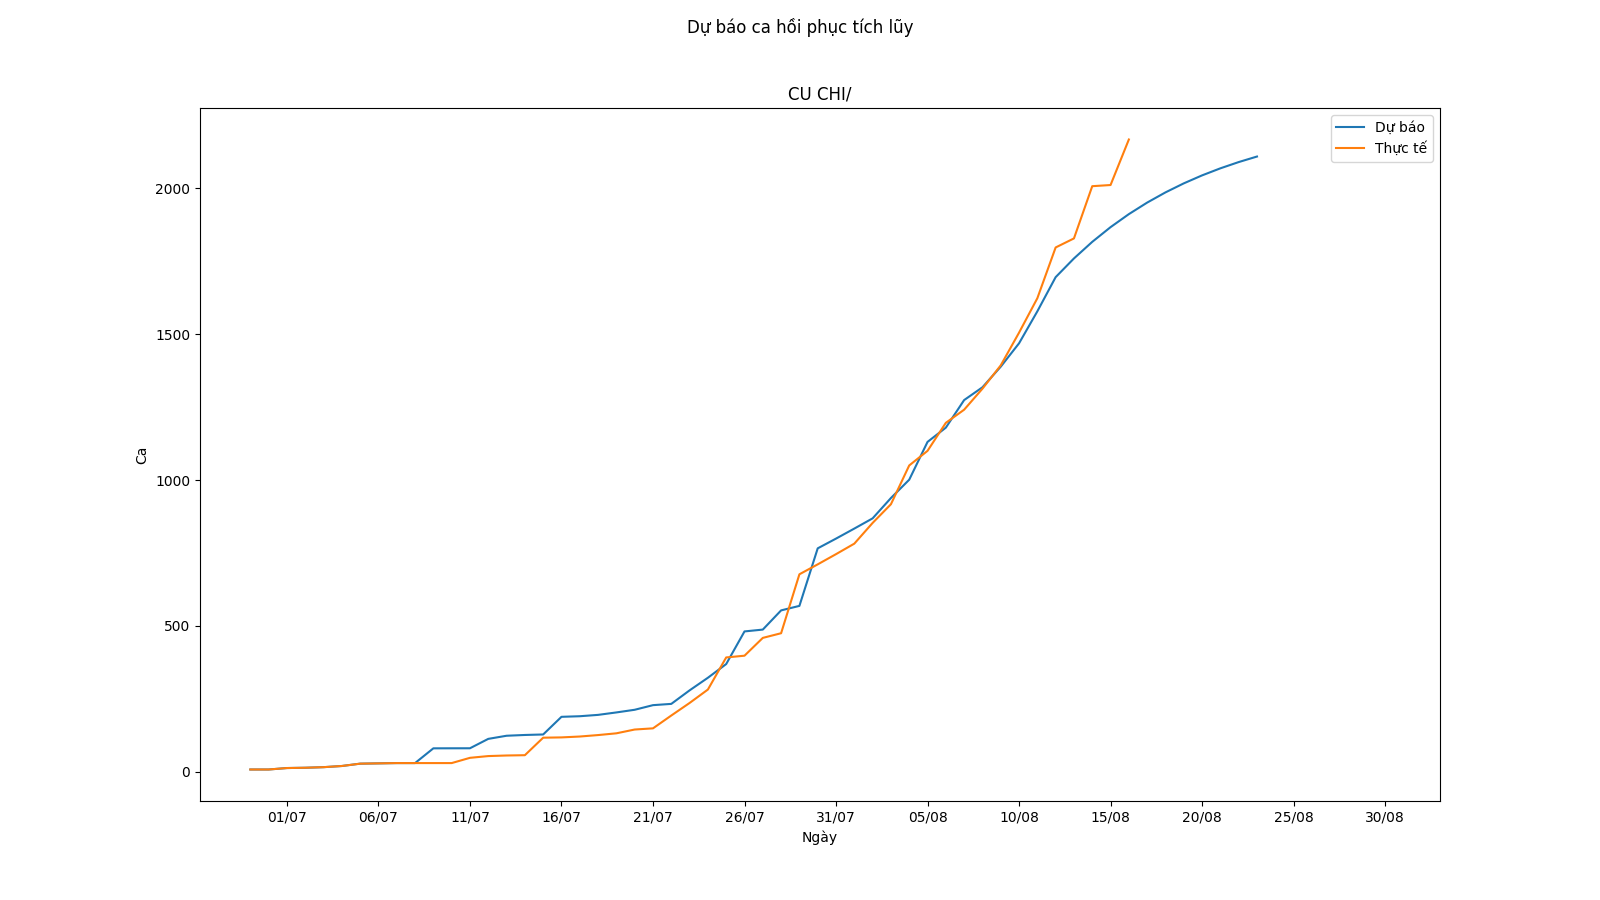 Dự báo ca hồi phục tích lũy
CU CHI/
Dự báo
Thực tế
2000
1500
1000
500
0
Ca
01/07 06/07 11/07 16/07 21/07 26/07 31/07 05/08 10/08 15/08 20/08 25/08 30/08
Ngày